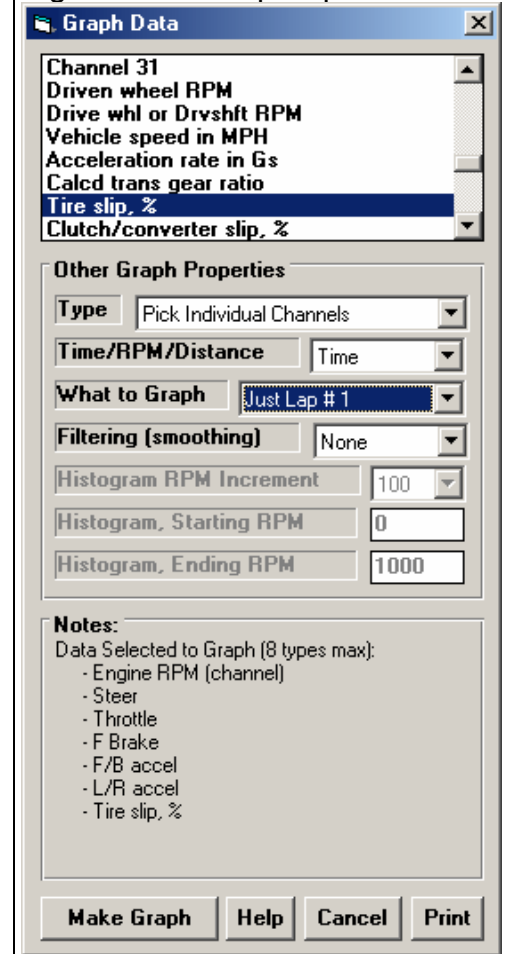 Graph Data
Channel 31
Driven wheel RPM
Drive whl or Drvshft RPM
Vehicle speed in MPH
Acceleration rate in Gs
Calcd trans gear ratio
Tire slip, %
Clutch/converter slip, %
Other Graph Properties
Type Pick Individual Channels
Time/RPM/Distance Time
What to Graph Just Lap # 1
Filtering (smoothing) None
Histogram RPM Increment 100
Histogram, Starting RPM 0
Histogram, Ending RPM 1000
Notes:
Data Selected to Graph (8 types max):
- Engine RPM (channel)
- Steer
- Throttle
- F Brake
- F/B accel
- L/R accel
- Tire slip, %
Make Graph Help Cancel Print